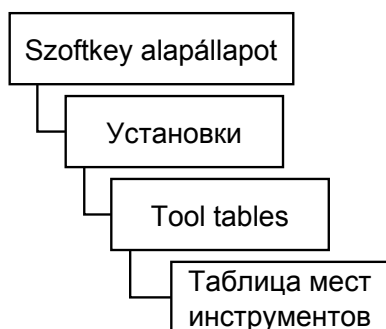 Szoftkey alapállapot
Установки
Tool tables
Таблица мест
инструментов